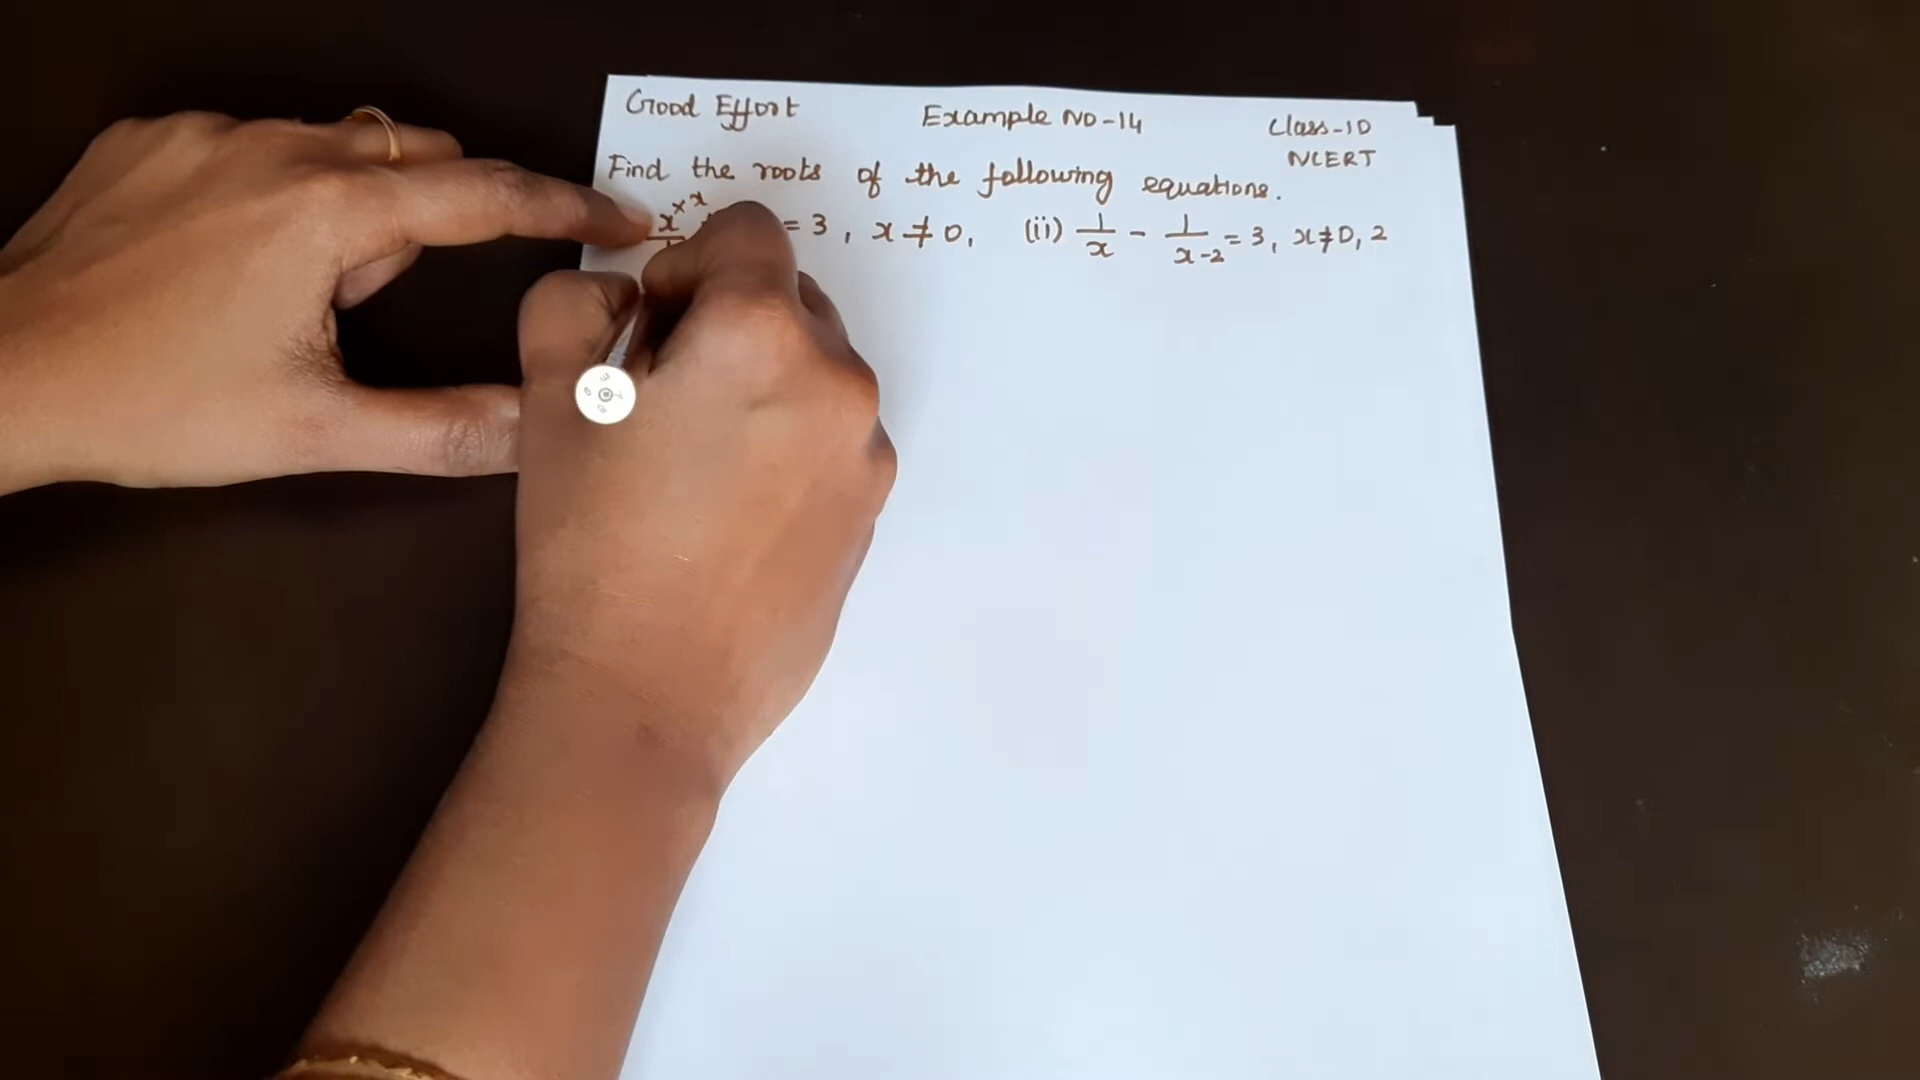 Good Effort Example NO-14 Class-10
NCERT
Find the roots of the following equations.
x × x = 3, x ≠ 0, (ii) 1/x - 1/x-2 = 3, x ≠ 0, 2